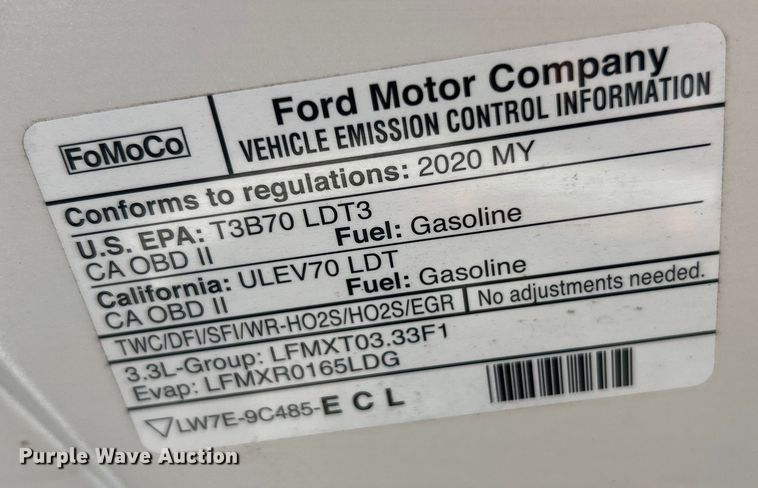 FoMoCo
Ford Motor Company
VEHICLE EMISSION CONTROL INFORMATION
Conforms to regulations: 2020 MY
U.S. EPA: T3B70 LDT3
CA OBD II Fuel: Gasoline
California: ULEV70 LDT
CA OBD II Fuel: Gasoline
TWC/DFI/SFI/WR-HO2S/HO2S/EGR No adjustments needed.
3.3L-Group: LFMXT03.33F1
Evap: LFMXR0165LDG
LW7E-9C485-E C L
Purple Wave Auction